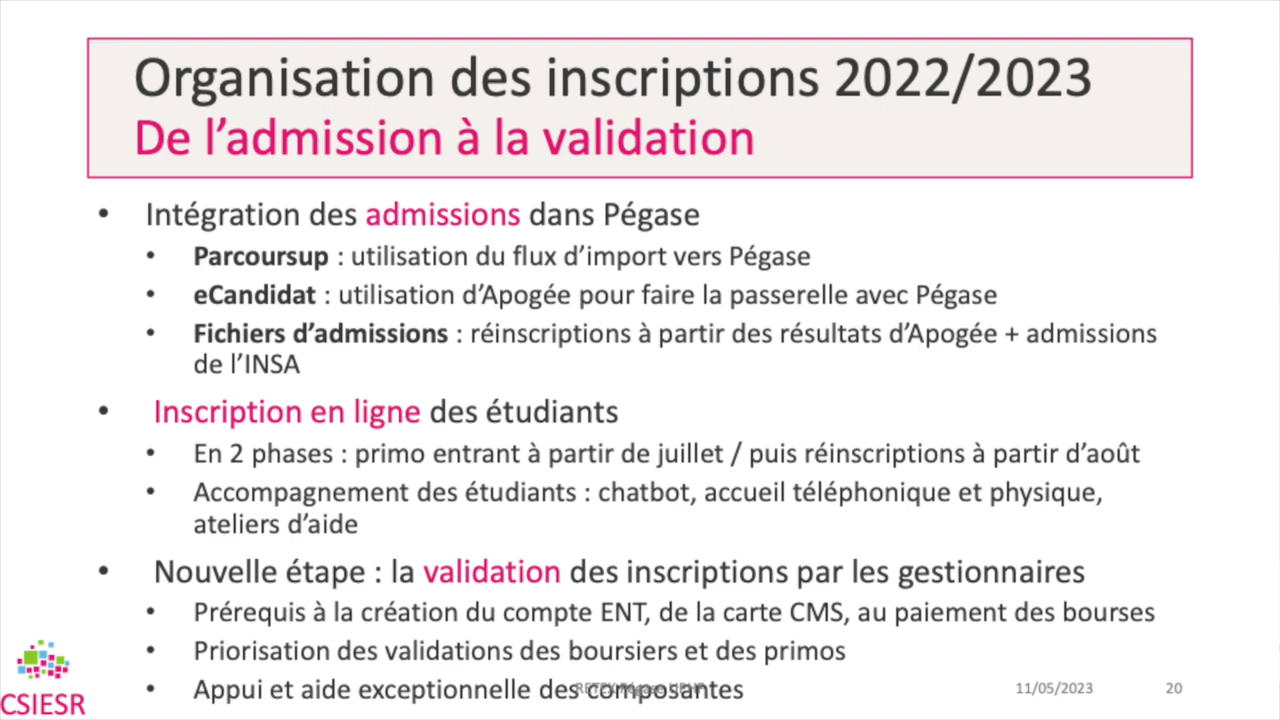 Organisation des inscriptions 2022/2023
De l'admission à la validation
• Intégration des admissions dans Pégase
• Parcoursup : utilisation du flux d'import vers Pégase
• eCandidat : utilisation d'Apogée pour faire la passerelle avec Pégase
• Fichiers d'admissions : réinscriptions à partir des résultats d'Apogée + admissions
de l'INSA
• Inscription en ligne des étudiants
• En 2 phases : primo entrant à partir de juillet / puis réinscriptions à partir d'août
• Accompagnement des étudiants : chatbot, accueil téléphonique et physique,
ateliers d'aide
• Nouvelle étape : la validation des inscriptions par les gestionnaires
• Prérequis à la création du compte ENT, de la carte CMS, au paiement des bourses
• Priorisation des validations des boursiers et des primos
• Appui et aide exceptionnelle des composantes
RETEX Pégase
11/05/2023
20
CSIESR